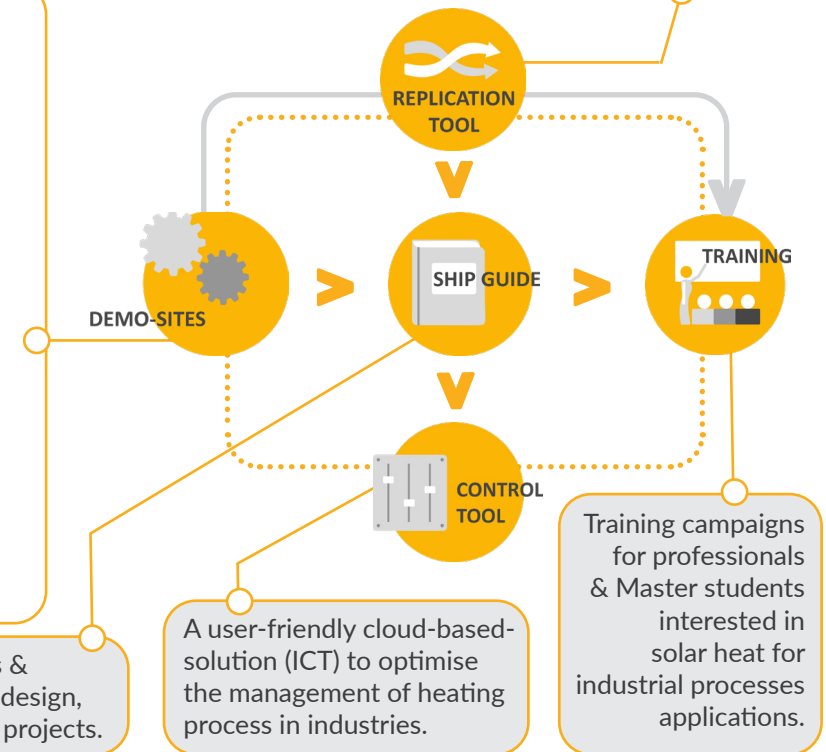 REPLICATION
TOOL
DEMO-SITES
SHIP GUIDE
TRAINING
CONTROL
TOOL
s &
design,
projects.
A user-friendly cloud-based-
solution (ICT) to optimise
the management of heating
process in industries.
Training campaigns
for professionals
& Master students
interested in
solar heat for
industrial processes
applications.